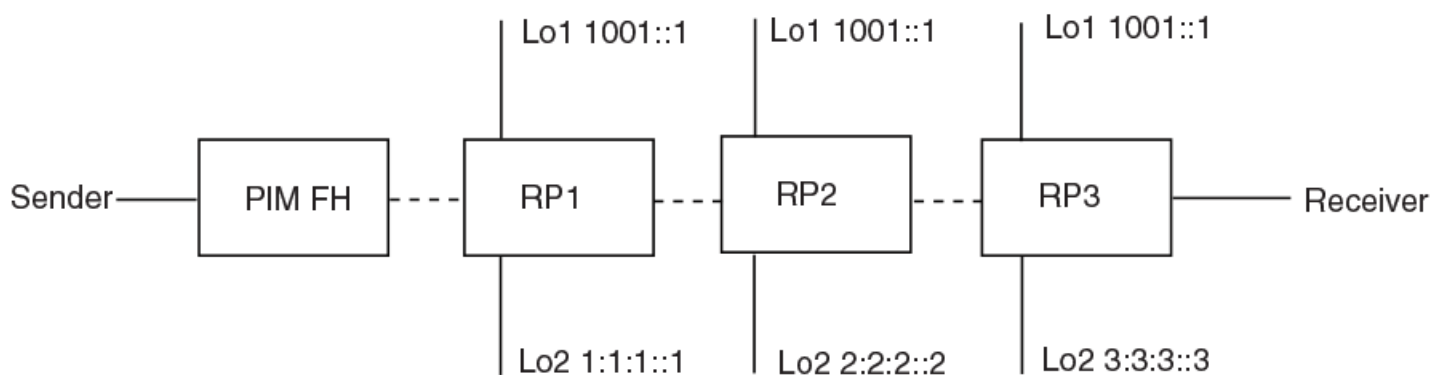 Lo1 1001::1
Lo1 1001::1
Lo1 1001::1
Sender
PIM FH
RP1
RP2
RP3
Receiver
Lo2 1:1:1::1
Lo2 2:2:2::2
Lo2 3:3:3::3